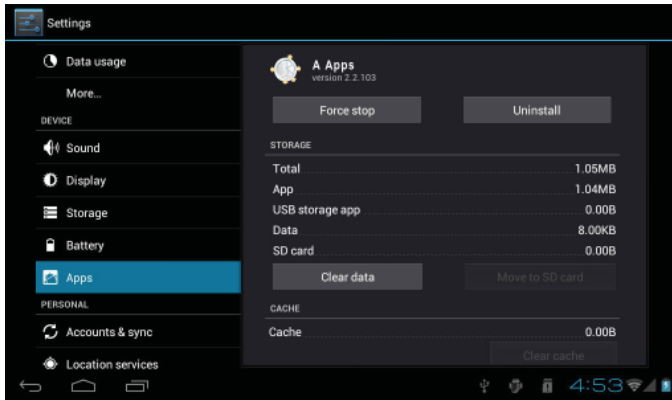 Settings
Data usage
More...
DEVICE
Sound
Display
Storage
Battery
Apps
PERSONAL
Accounts & sync
Location services
A Apps
version 2.2.103
Force stop
Uninstall
STORAGE
Total 1.05MB
App 1.04MB
USB storage app 0.00B
Data 8.00KB
SD card 0.00B
Clear data
Move to SD card
CACHE
Cache 0.00B
Clear cache
4:53